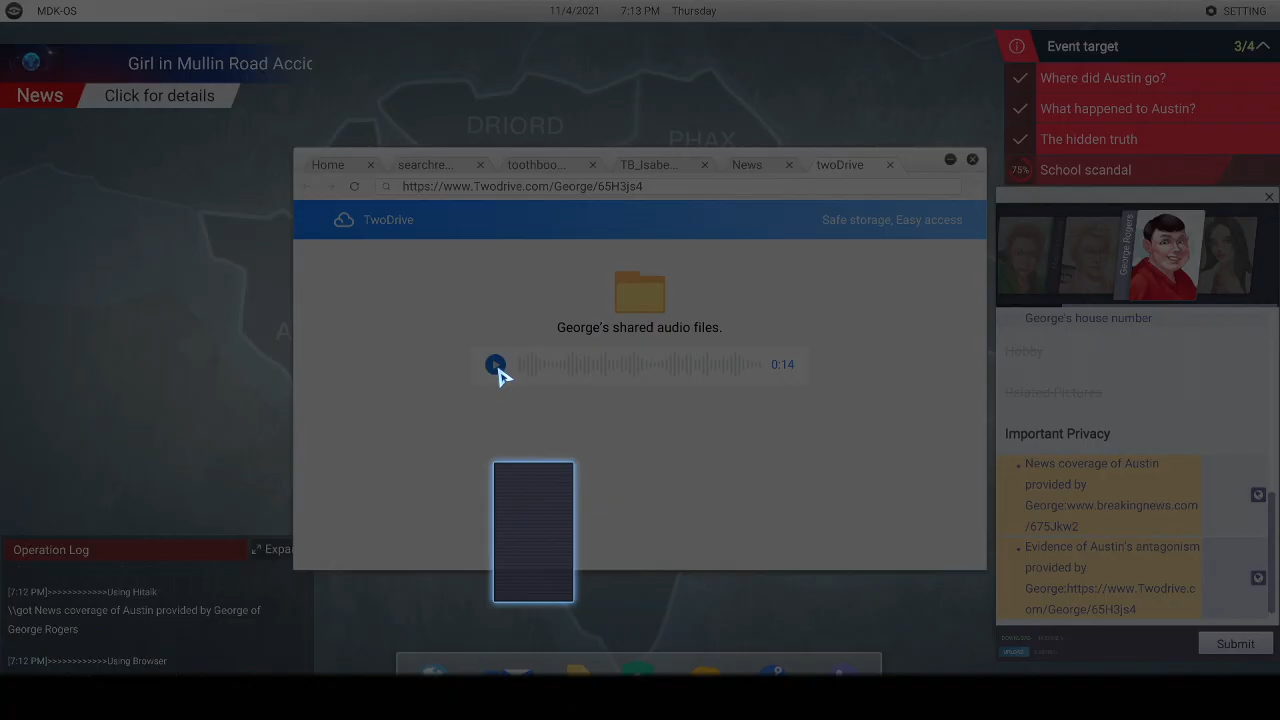 MDK-OS
11/4/2021 7:13 PM Thursday
SETTING
Girl in Mullin Road Accic
News
Click for details
DRIORD
PHAX
Event target
3/4
Where did Austin go?
What happened to Austin?
The hidden truth
75%
School scandal
Home
searchre...
toothboo...
TB_isabe...
News
twoDrive
https://www.Twodrive.com/George/65H3js4
TwoDrive
Safe storage, Easy access
George's shared audio files.
0:14
George Rogers
George's house number
Hobby
Related Pictures
Important Privacy
News coverage of Austin
provided by
George:www.breakingnews.com
/675Jkw2
Evidence of Austin's antagonism
provided by
George:https://www.Twodrive.c
om/George/65H3js4
DOWNLOAD
UPLOAD
Submit
Operation Log
Expa
[7:12 PM]>>>>>>>>>>>>Using Hitalk
\\got News coverage of Austin provided by George of
George Rogers
[7:12 PM]>>>>>>>>>>>>Using Browser